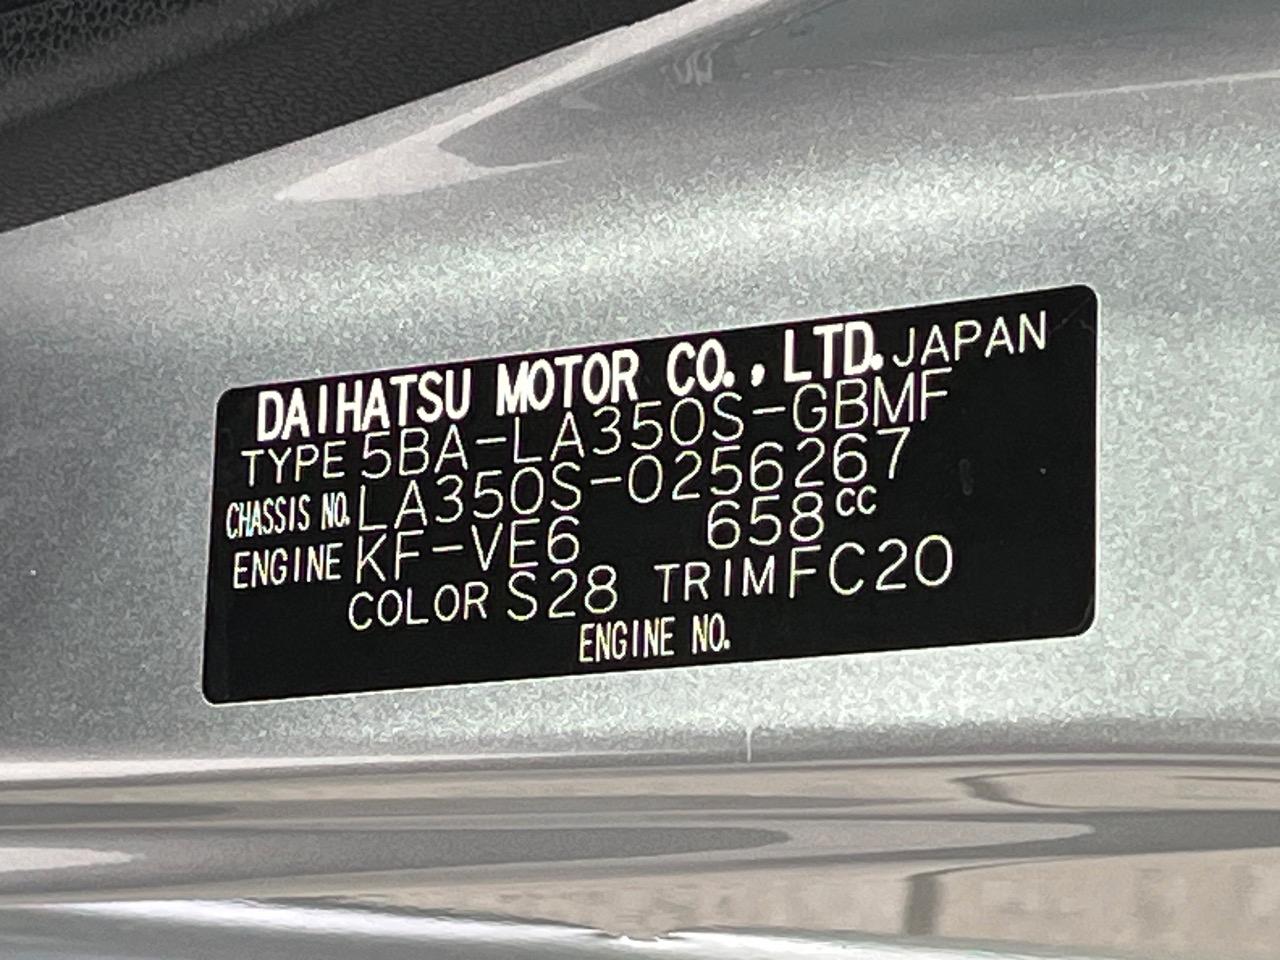 DAIHATSU MOTOR CO., LTD. JAPAN
TYPE 5BA-LA350S-GBMF
CHASSIS NO. LA350S-0256267
ENGINE KF-VE6 658cc
COLOR S28 TRIM FC20
ENGINE NO.